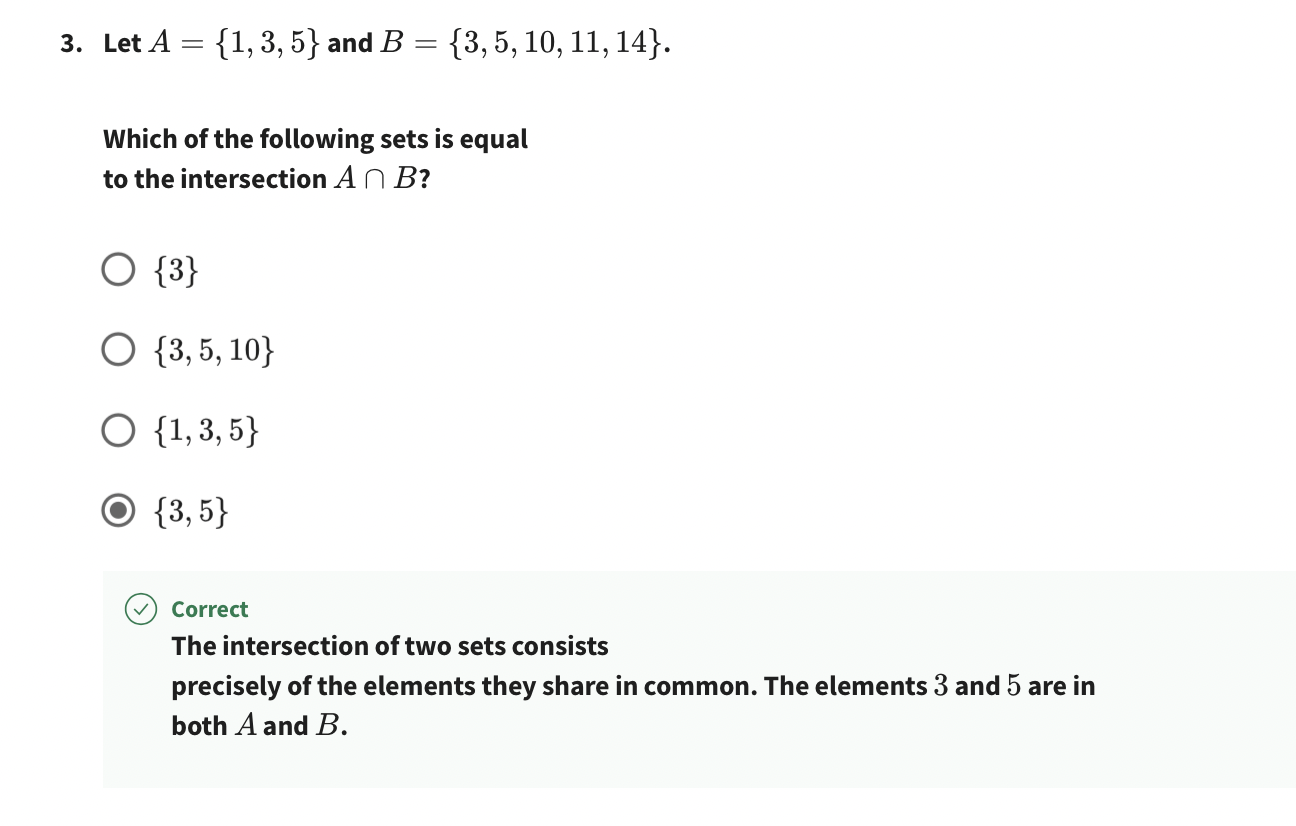 3. Let A = {1, 3, 5} and B = {3, 5, 10, 11, 14}.
Which of the following sets is equal
to the intersection A ∩ B?
{3}
{3, 5, 10}
{1, 3, 5}
{3, 5}
Correct
The intersection of two sets consists
precisely of the elements they share in common. The elements 3 and 5 are in
both A and B.